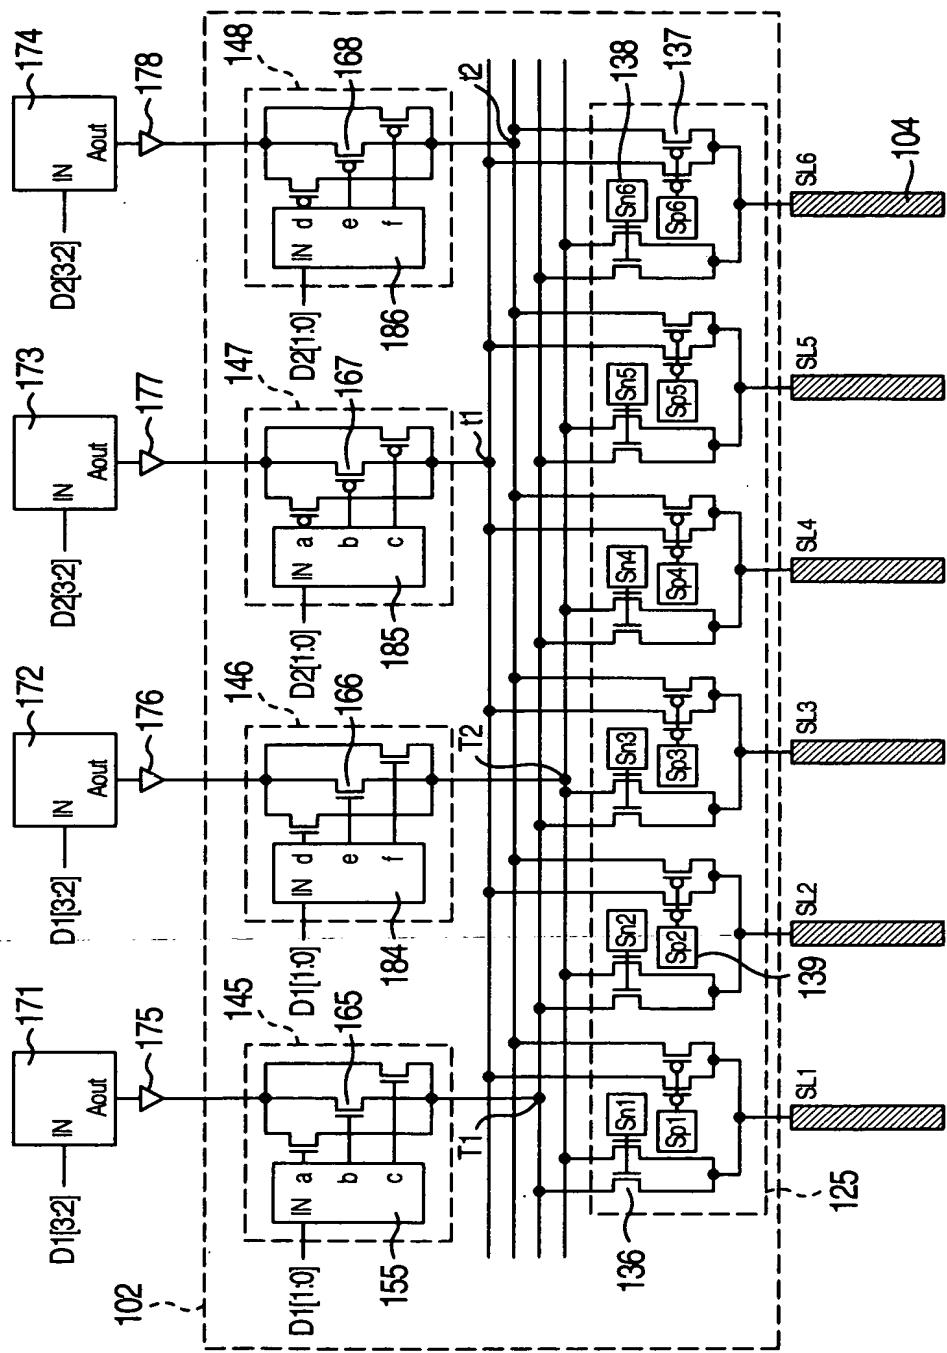 171
172
173
174
IN
Aout
IN
Aout
IN
Aout
IN
Aout
D1[3:2]
D1[3:2]
D2[3:2]
D2[3:2]
175
176
177
178
102
145
146
147
148
165
166
167
168
IN
a
b
c
IN
d
e
f
IN
a
b
c
IN
d
e
f
D1[1:0]
155
D1[1:0]
184
D2[1:0]
185
D2[1:0]
186
T1
T2
t1
t2
136
138
137
Sn1
Sn2
Sn3
Sn4
Sn5
Sn6
Sp1
Sp2
Sp3
Sp4
Sp5
Sp6
125
139
SL1
SL2
SL3
SL4
SL5
SL6
104